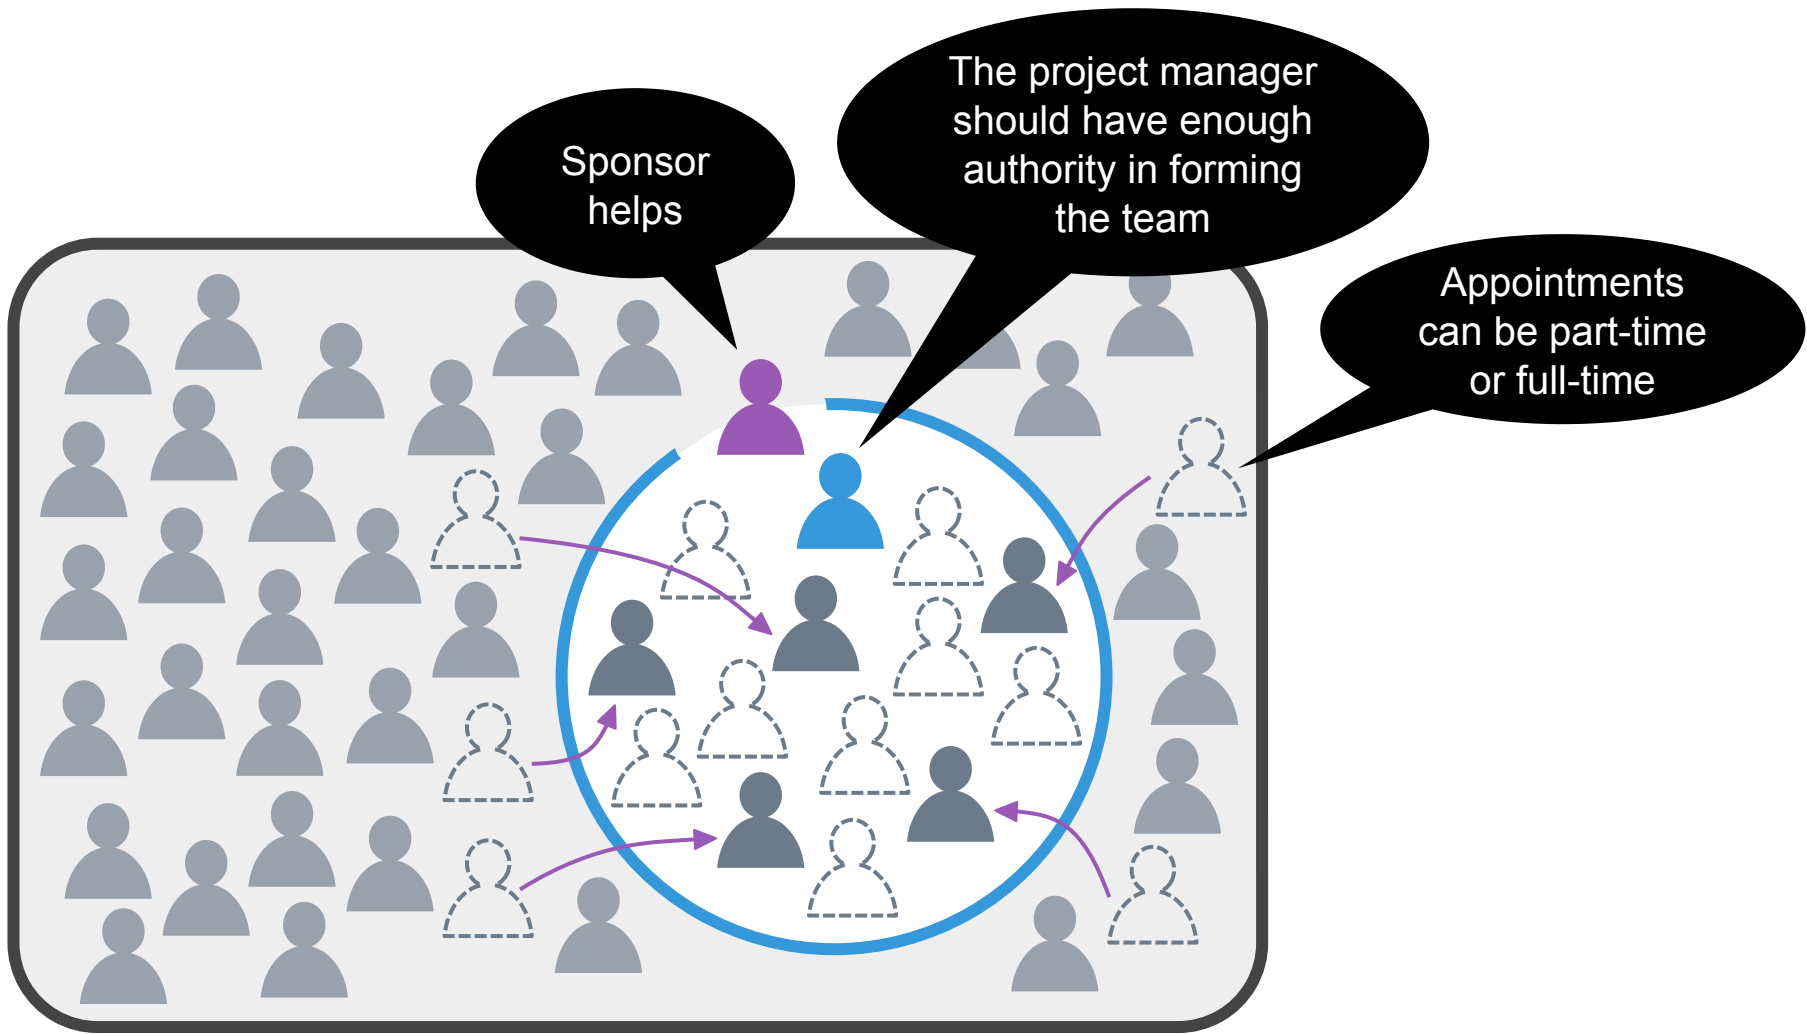 Sponsor
helps
The project manager
should have enough
authority in forming
the team
Appointments
can be part-time
or full-time